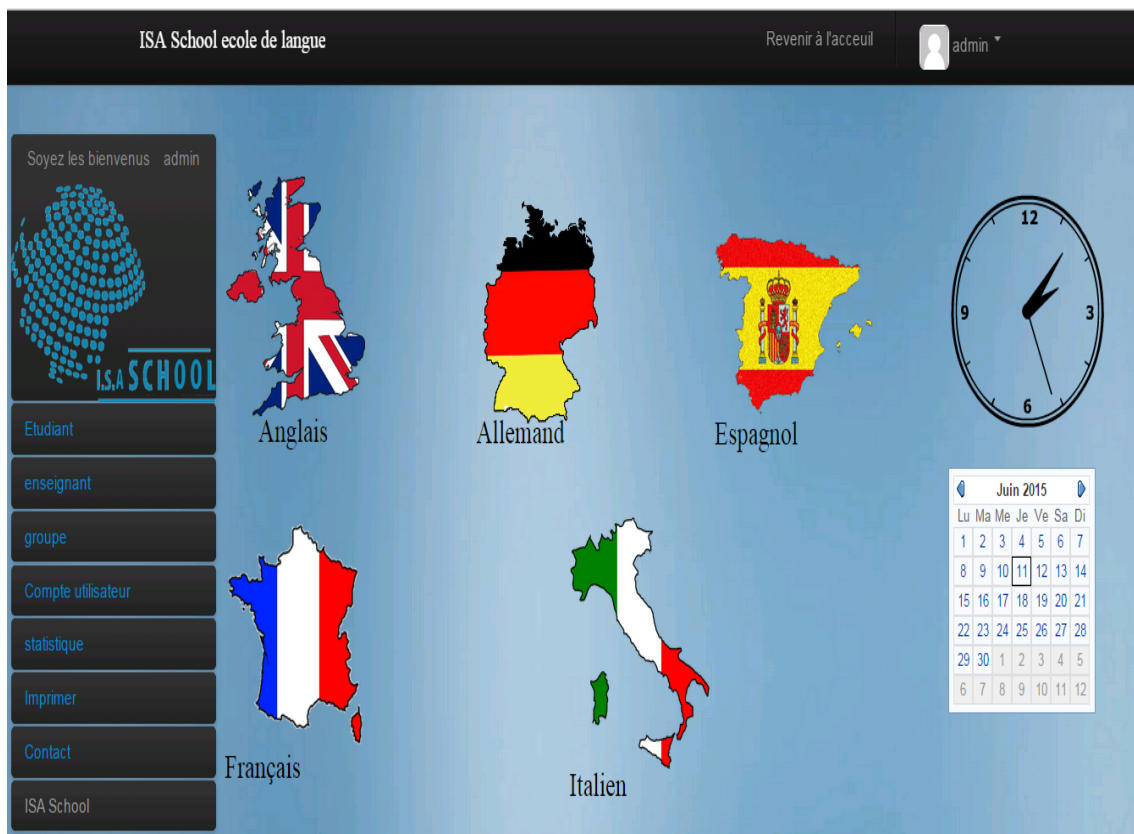 ISA School ecole de langue
Revenir à l'acceuil
admin
Soyez les bienvenus admin
I.S.A SCHOOL
Etudiant
enseignant
groupe
Compte utilisateur
statistique
Imprimer
Contact
ISA School
Anglais
Allemand
Espagnol
Français
Italien
12
9
3
6
Juin 2015
Lu Ma Me Je Ve Sa Di
1 2 3 4 5 6 7
8 9 10 11 12 13 14
15 16 17 18 19 20 21
22 23 24 25 26 27 28
29 30 1 2 3 4 5
6 7 8 9 10 11 12